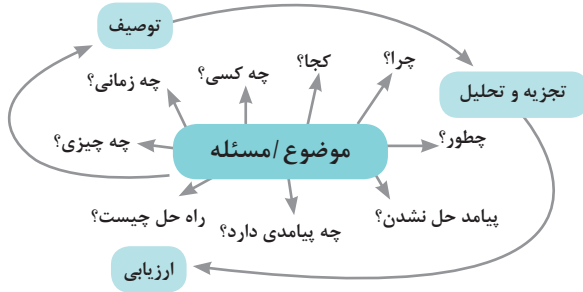 توصیف
چرا؟
کجا؟
چه کسی؟
چه زمانی؟
تجزیه و تحلیل
چطور؟
موضوع/مسئله
چه چیزی؟
پیامد حل نشدن؟
چه پیامدی دارد؟
راه حل چیست؟
ارزیابی